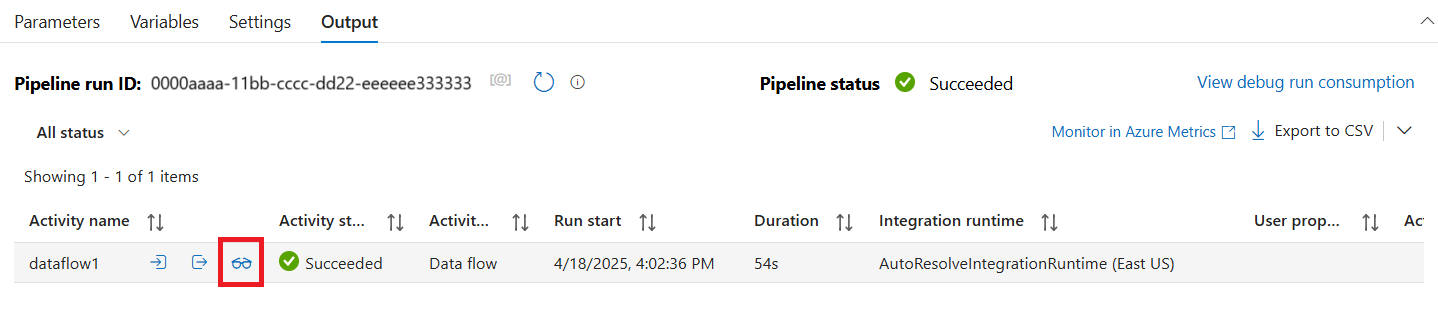 Parameters Variables Settings Output
Pipeline run ID: 0000aaaa-11bb-cccc-dd22-eeeeee333333 [@] Pipeline status Succeeded View debug run consumption
All status Monitor in Azure Metrics Export to CSV
Showing 1 - 1 of 1 items
Activity name Activity st... Activit... Run start Duration Integration runtime User prop... Act
dataflow1 Succeeded Data flow 4/18/2025, 4:02:36 PM 54s AutoResolveIntegrationRuntime (East US)